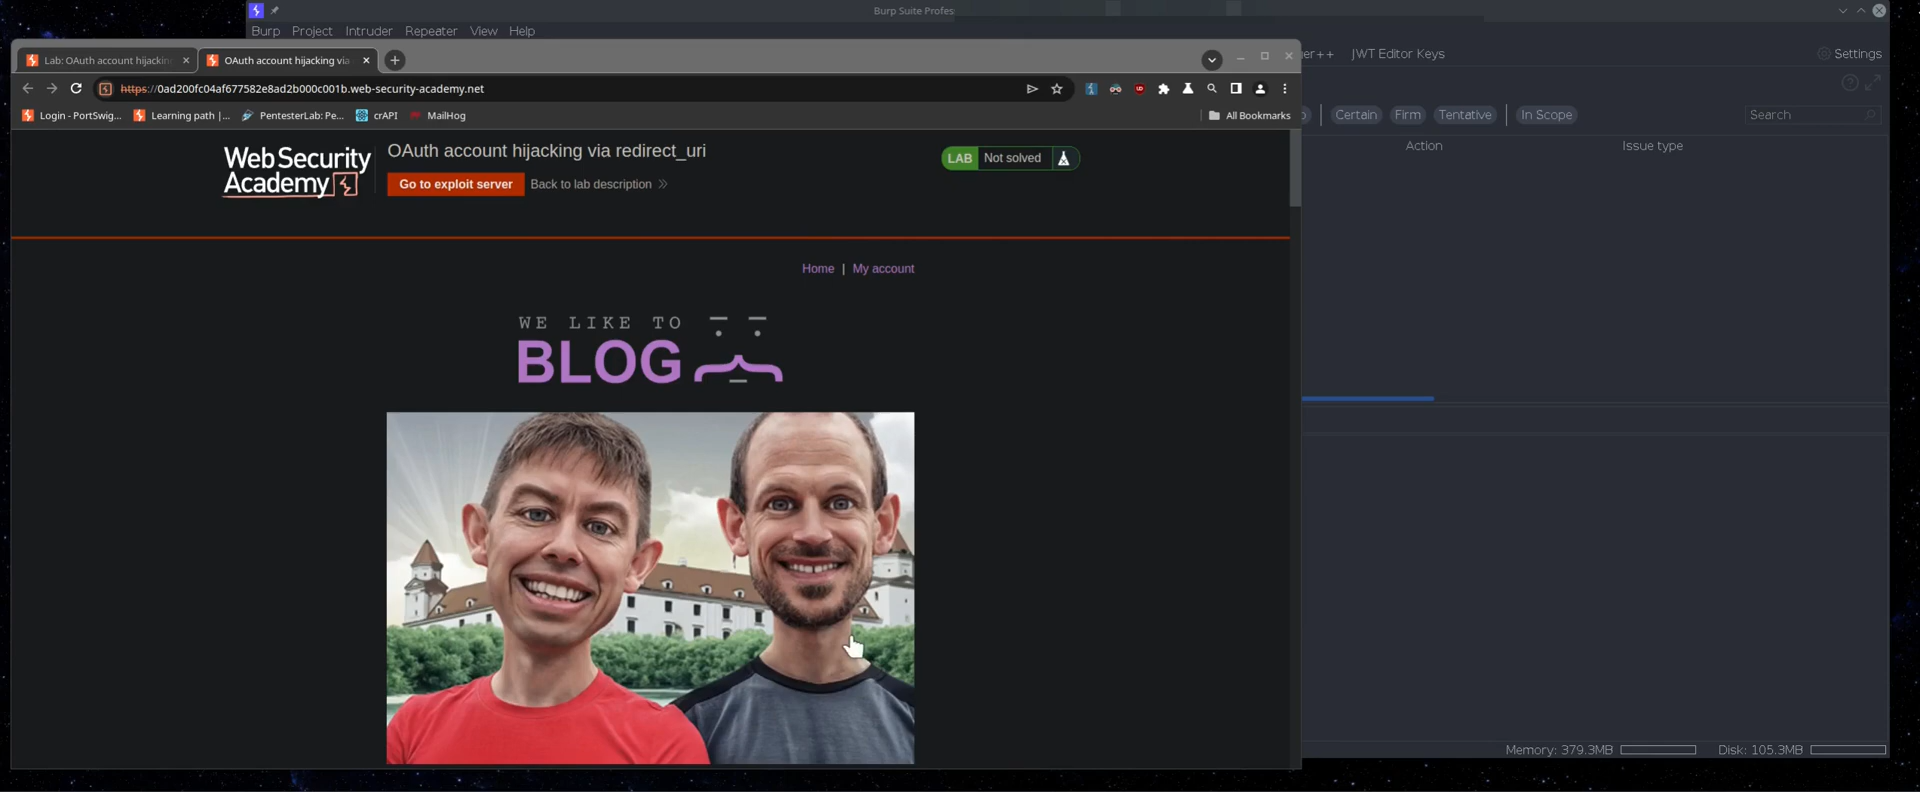 Burp Suite Profes
Burp Project Intruder Repeater View Help
Lab: OAuth account hijackin
OAuth account hijacking via
JWT Editor Keys
Settings
https://0ad200fc04af677582e8ad2b000c001b.web-security-academy.net
Login - PortSwig...
Learning path |...
PentesterLab: Pe...
crAPI
MailHog
All Bookmarks
Certain Firm Tentative In Scope Search
Web Security
Academy
OAuth account hijacking via redirect_uri
Go to exploit server
Back to lab description
LAB Not solved
Action Issue type
Home | My account
WE LIKE TO
BLOG
Memory: 379.3MB
Disk: 105.3MB